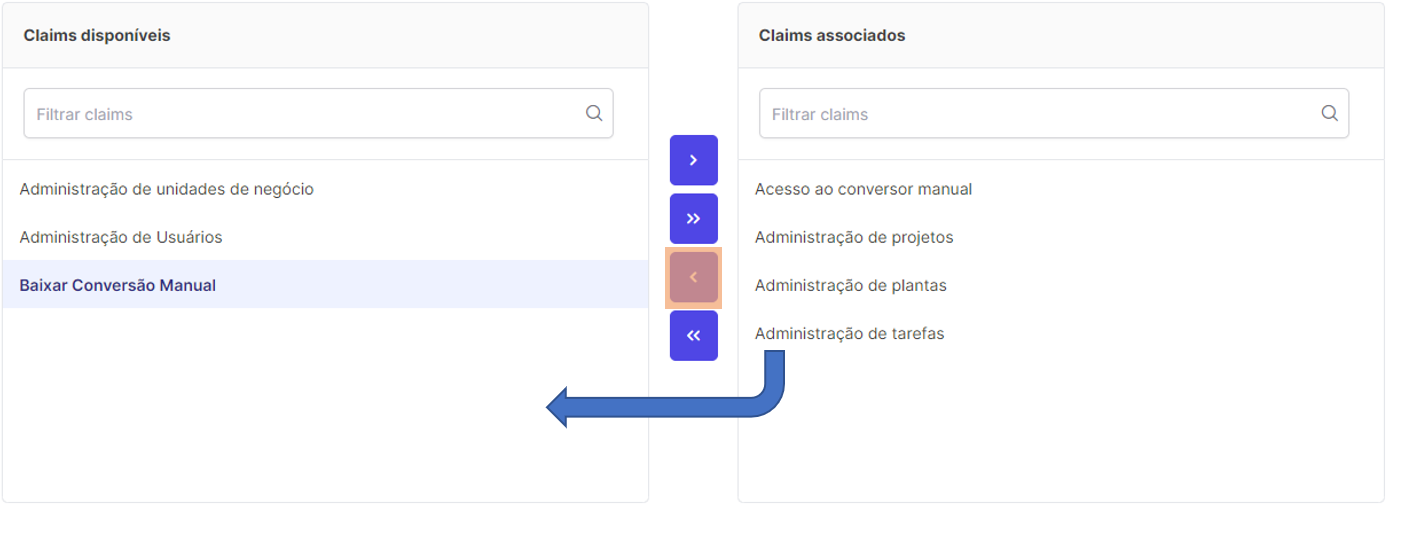 Claims disponíveis
Filtrar claims
Administração de unidades de negócio
Administração de Usuários
Baixar Conversão Manual
Claims associados
Filtrar claims
Acesso ao conversor manual
Administração de projetos
Administração de plantas
Administração de tarefas